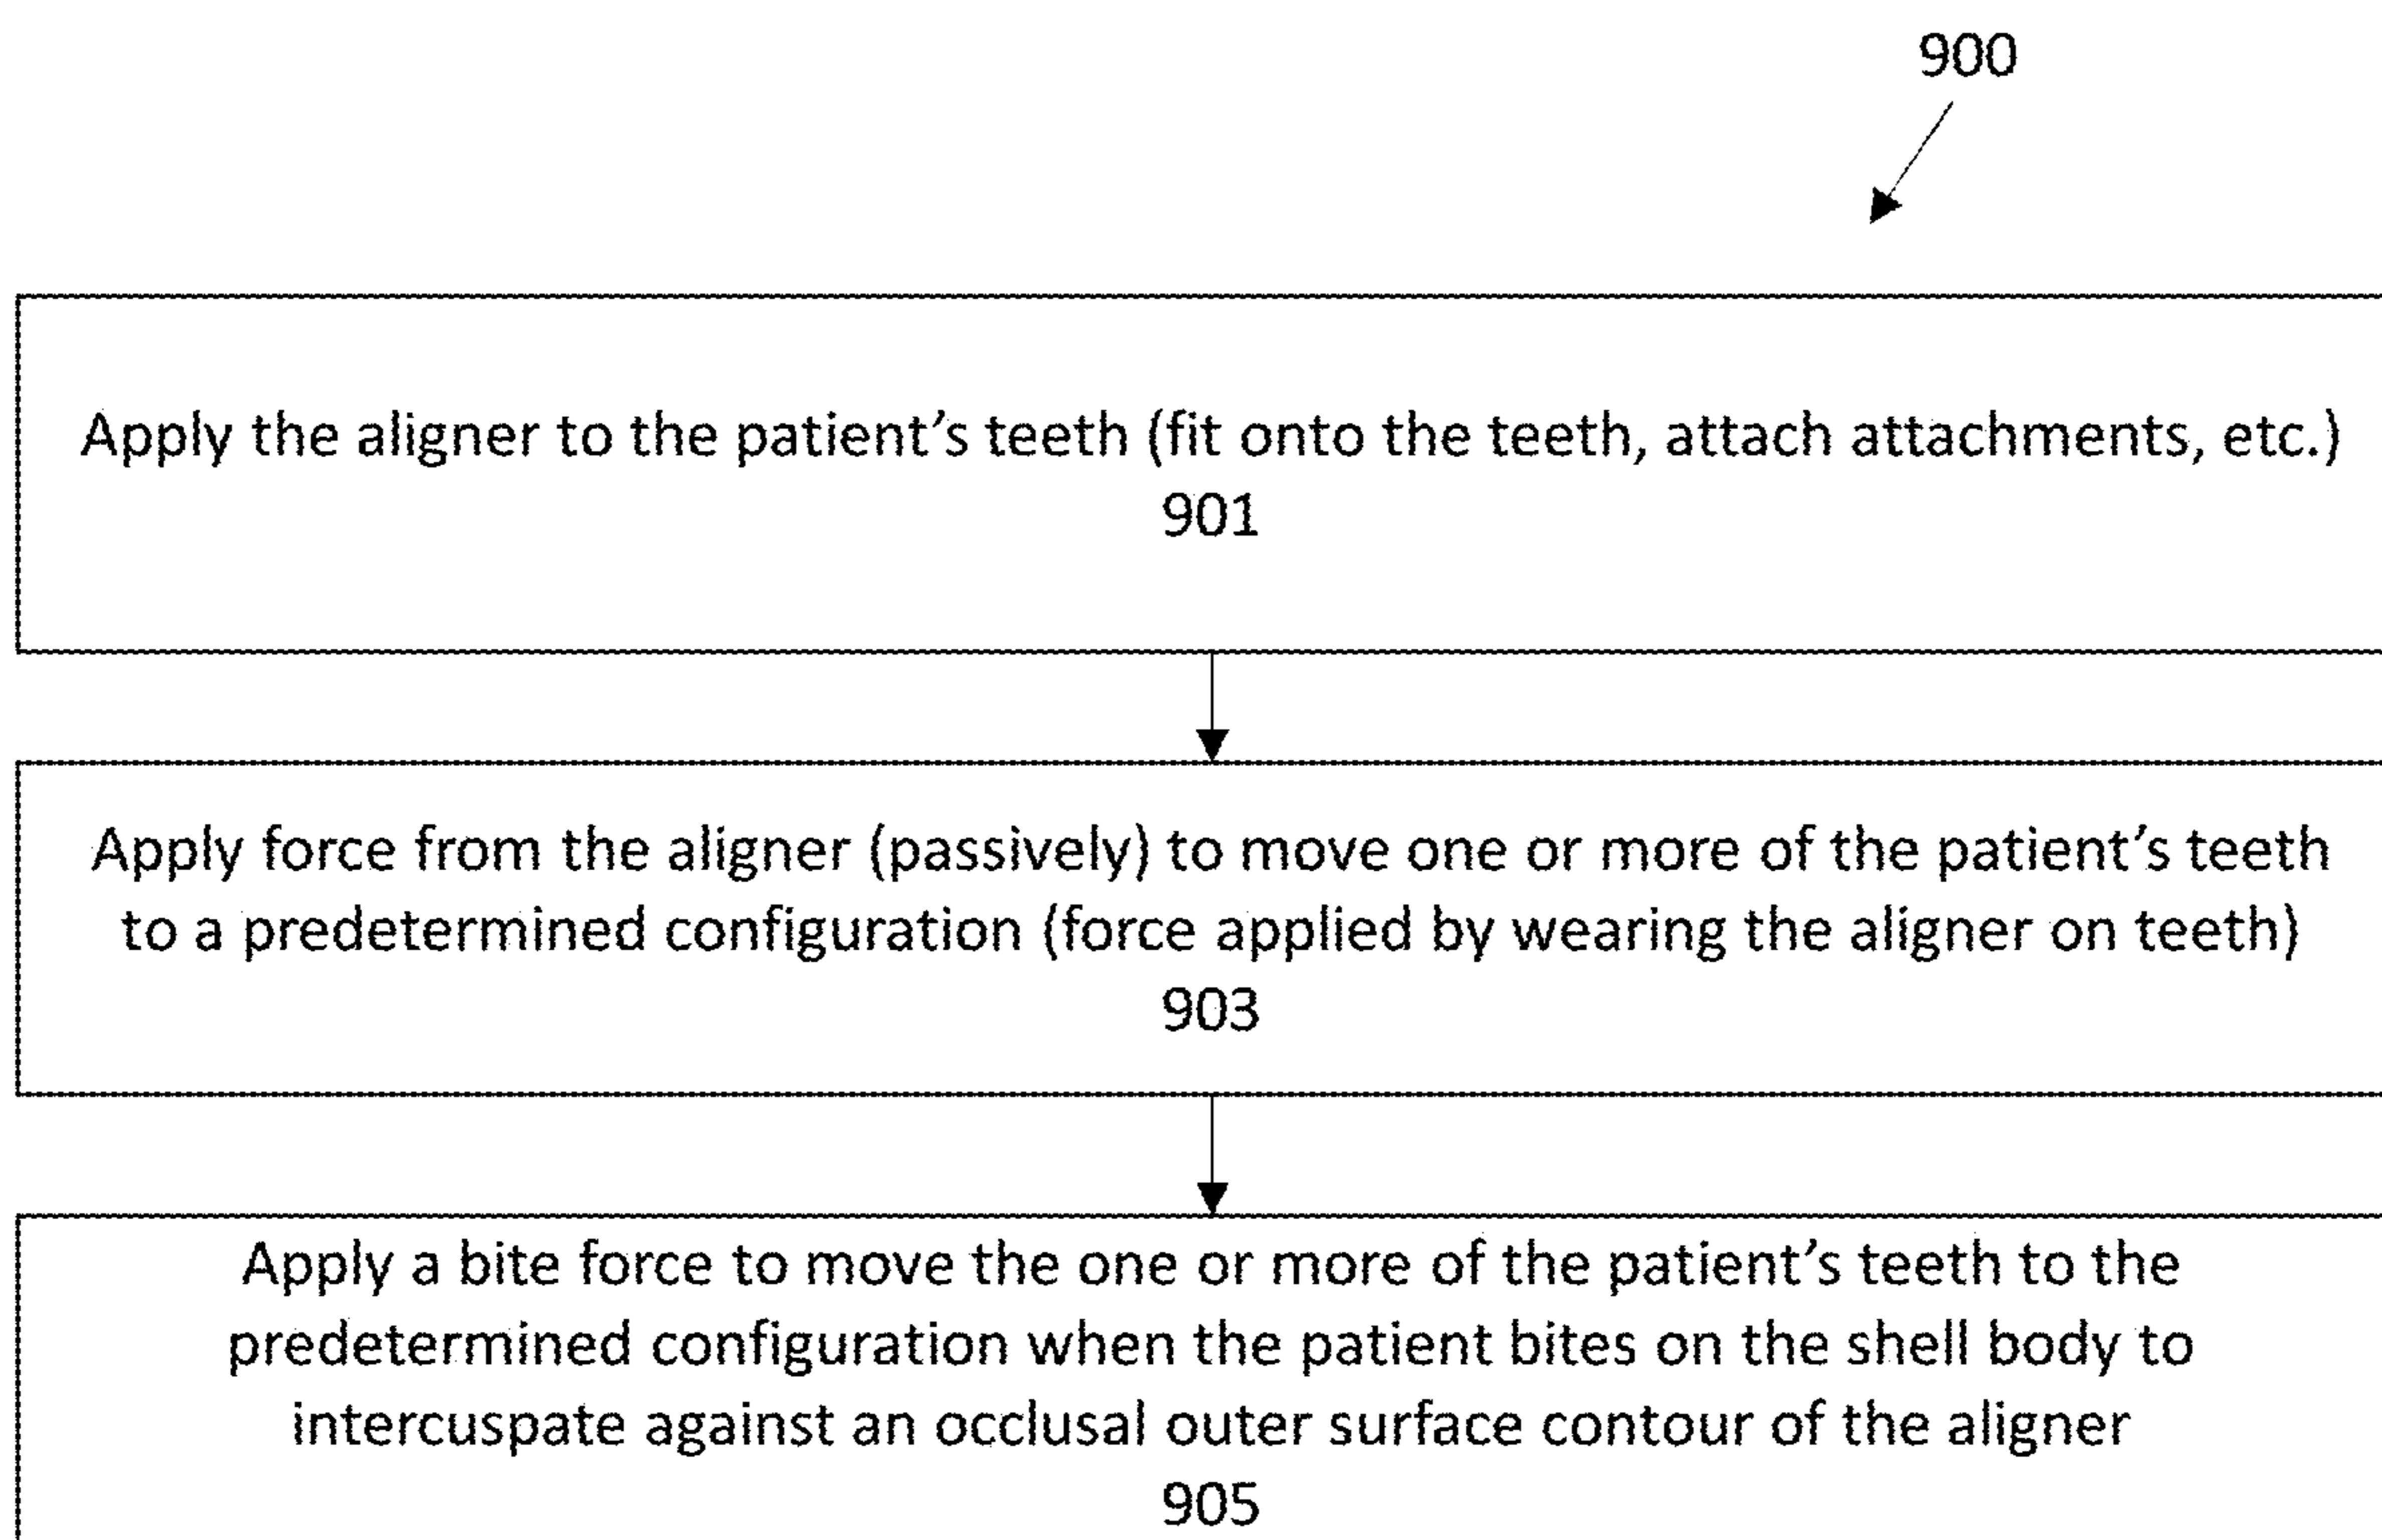 900
Apply the aligner to the patient’s teeth (fit onto the teeth, attach attachments, etc.)
901
Apply force from the aligner (passively) to move one or more of the patient’s teeth
to a predetermined configuration (force applied by wearing the aligner on teeth)
903
Apply a bite force to move the one or more of the patient’s teeth to the
predetermined configuration when the patient bites on the shell body to
intercuspate against an occlusal outer surface contour of the aligner
905